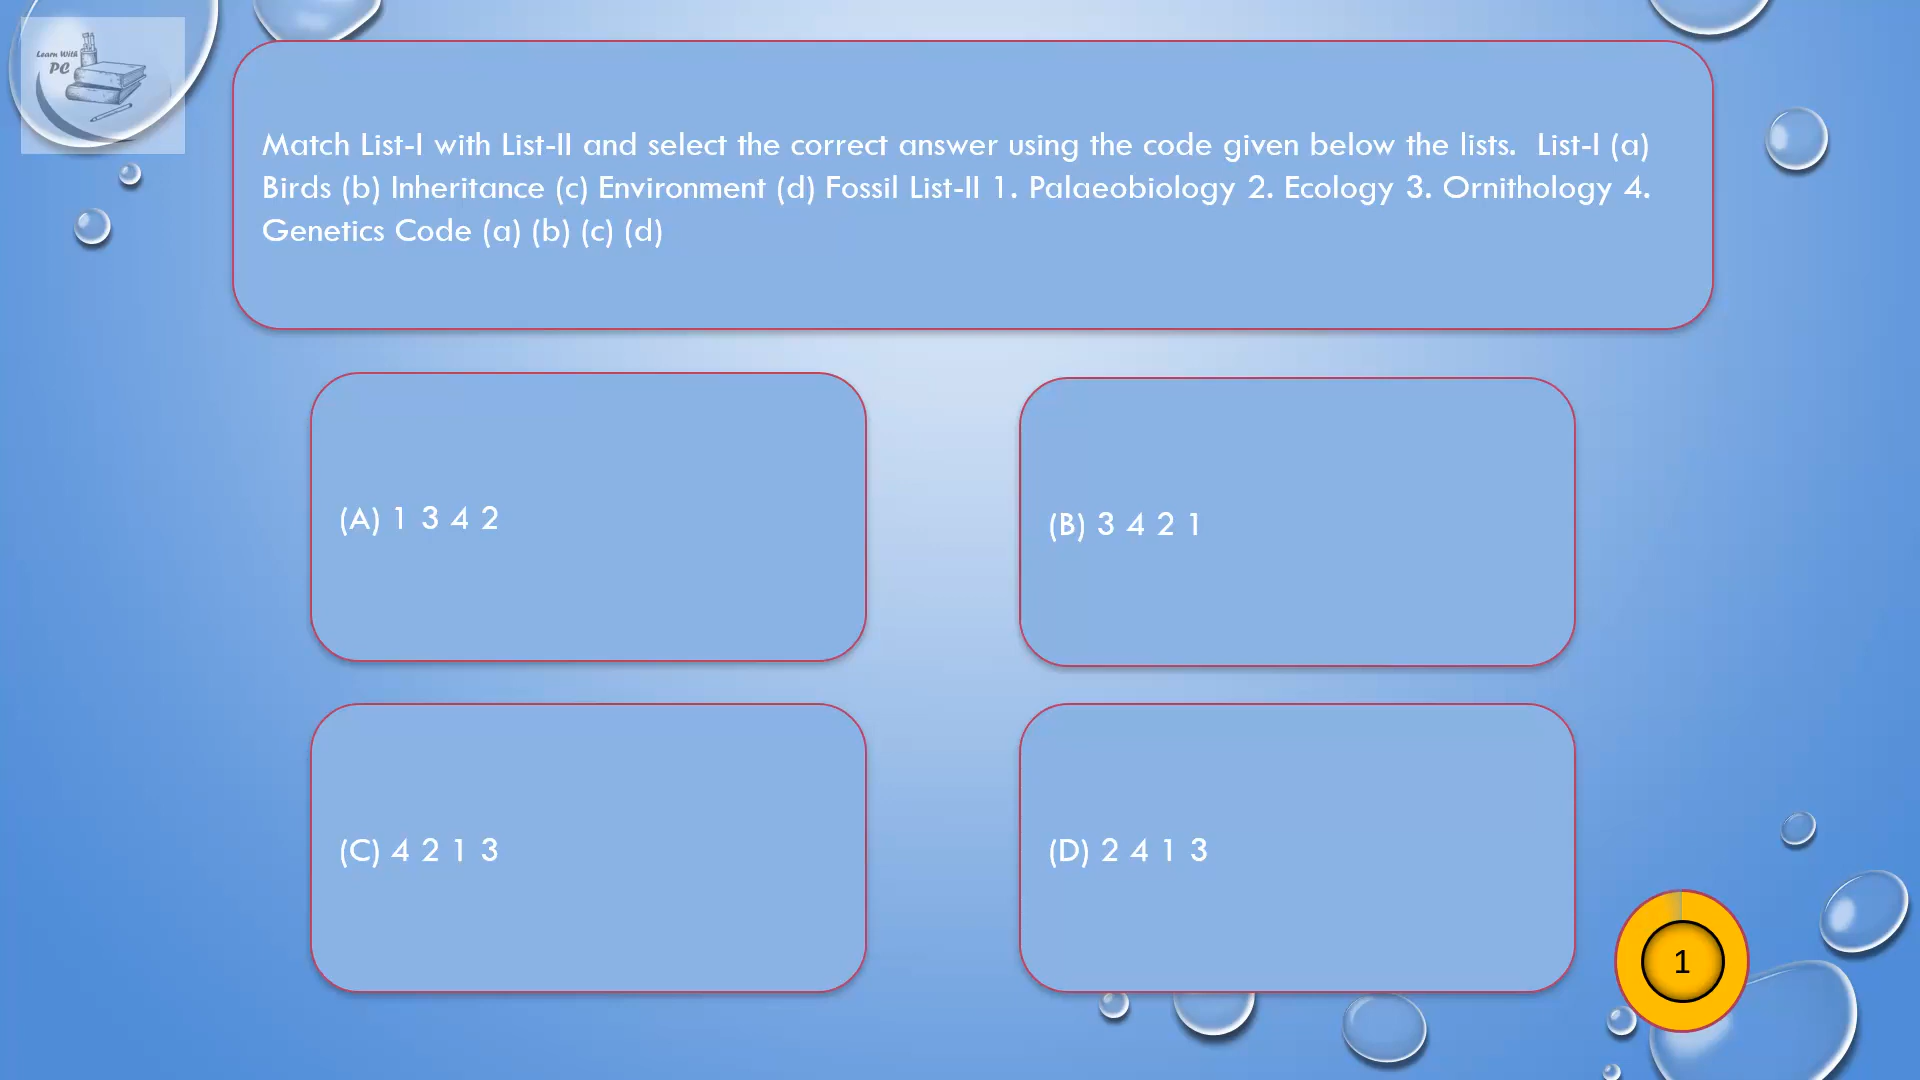 Learn With
PC
Match List-I with List-II and select the correct answer using the code given below the lists. List-I (a)
Birds (b) Inheritance (c) Environment (d) Fossil List-II 1. Palaeobiology 2. Ecology 3. Ornithology 4.
Genetics Code (a) (b) (c) (d)
(A) 1 3 4 2
(B) 3 4 2 1
(C) 4 2 1 3
(D) 2 4 1 3
1